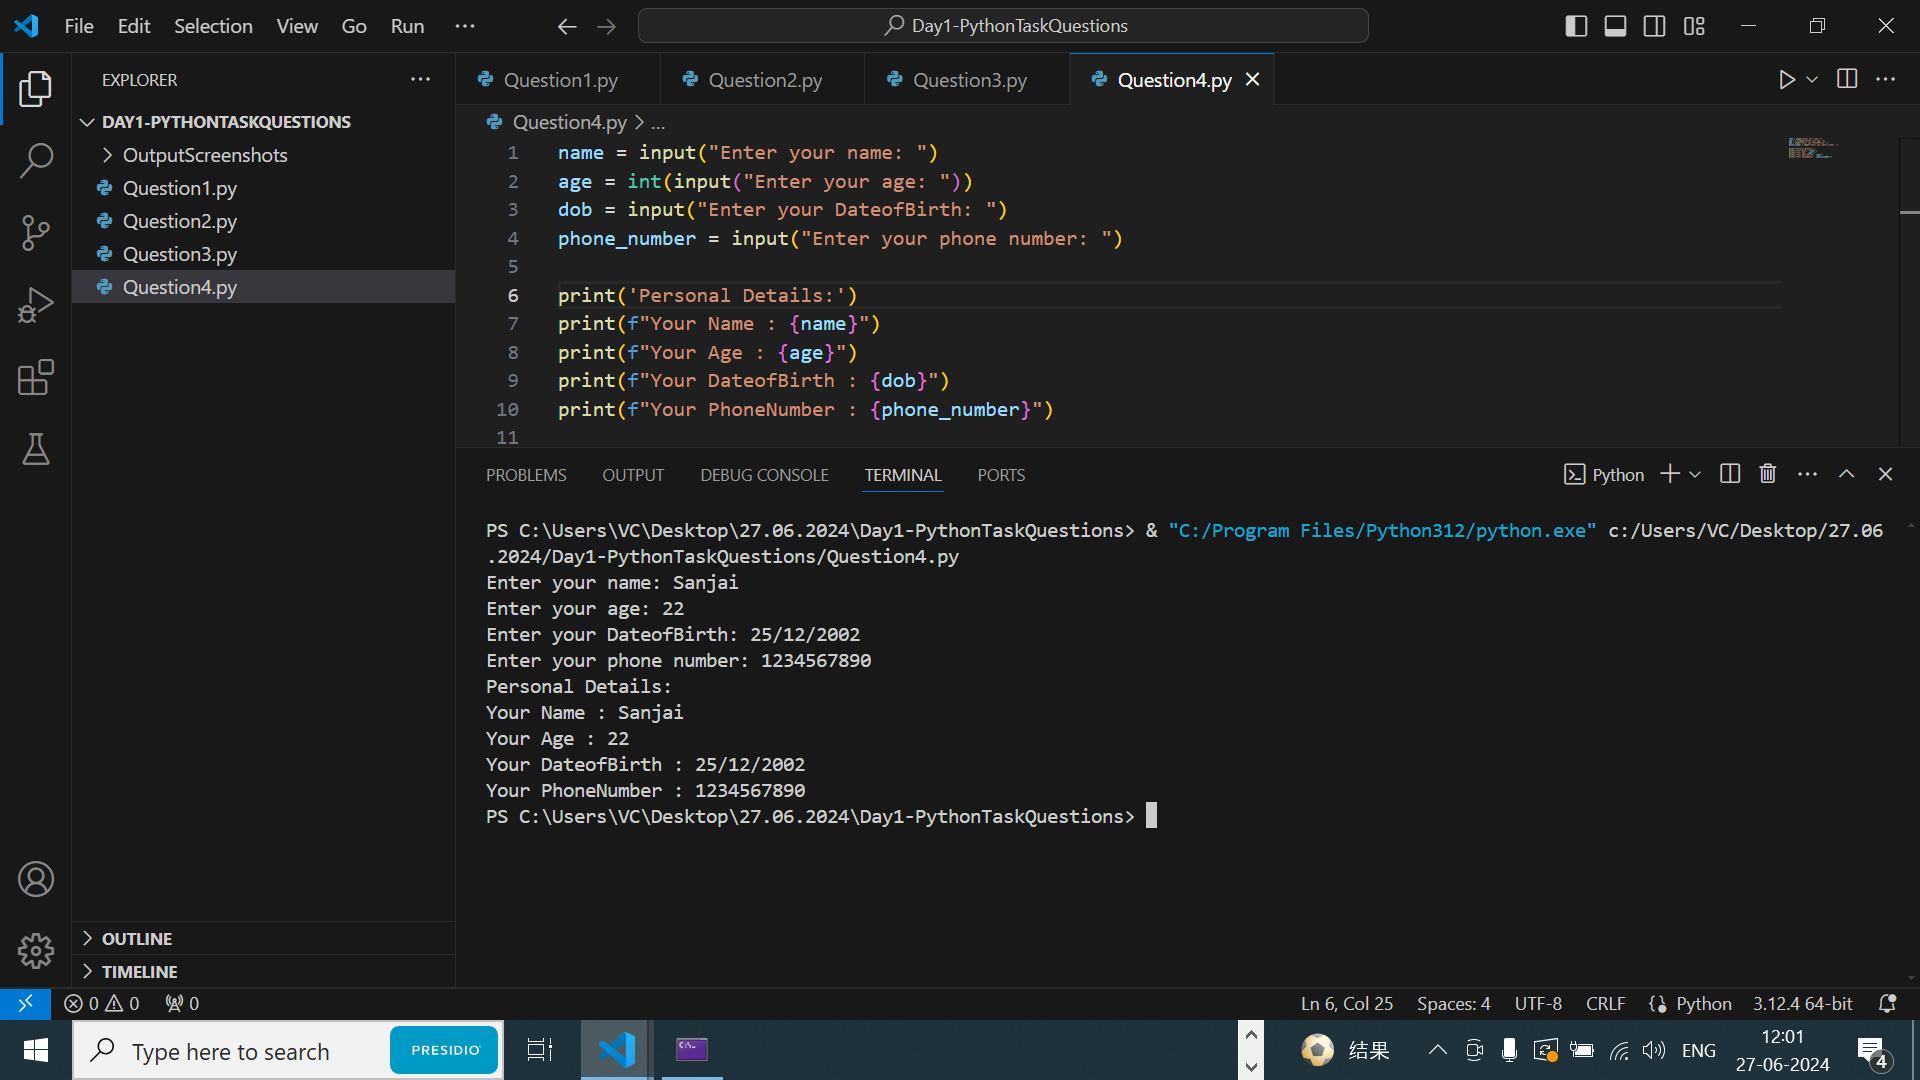 File Edit Selection View Go Run ···
Day1-PythonTaskQuestions
EXPLORER
DAY1-PYTHONTASKQUESTIONS
OutputScreenshots
Question1.py
Question2.py
Question3.py
Question4.py
Question1.py Question2.py Question3.py Question4.py
Question4.py > ...
1 name = input("Enter your name: ")
2 age = int(input("Enter your age: "))
3 dob = input("Enter your DateofBirth: ")
4 phone_number = input("Enter your phone number: ")
5
6 print('Personal Details:')
7 print(f"Your Name : {name}")
8 print(f"Your Age : {age}")
9 print(f"Your DateofBirth : {dob}")
10 print(f"Your PhoneNumber : {phone_number}")
11
PROBLEMS OUTPUT DEBUG CONSOLE TERMINAL PORTS
Python
PS C:\Users\VC\Desktop\27.06.2024\Day1-PythonTaskQuestions> & "C:/Program Files/Python312/python.exe" c:/Users/VC/Desktop/27.06
.2024/Day1-PythonTaskQuestions/Question4.py
Enter your name: Sanjai
Enter your age: 22
Enter your DateofBirth: 25/12/2002
Enter your phone number: 1234567890
Personal Details:
Your Name : Sanjai
Your Age : 22
Your DateofBirth : 25/12/2002
Your PhoneNumber : 1234567890
PS C:\Users\VC\Desktop\27.06.2024\Day1-PythonTaskQuestions>
OUTLINE
TIMELINE
0 0 0
Ln 6, Col 25 Spaces: 4 UTF-8 CRLF Python 3.12.4 64-bit
Type here to search
PRESIDIO
结果
ENG
12:01
27-06-2024
4